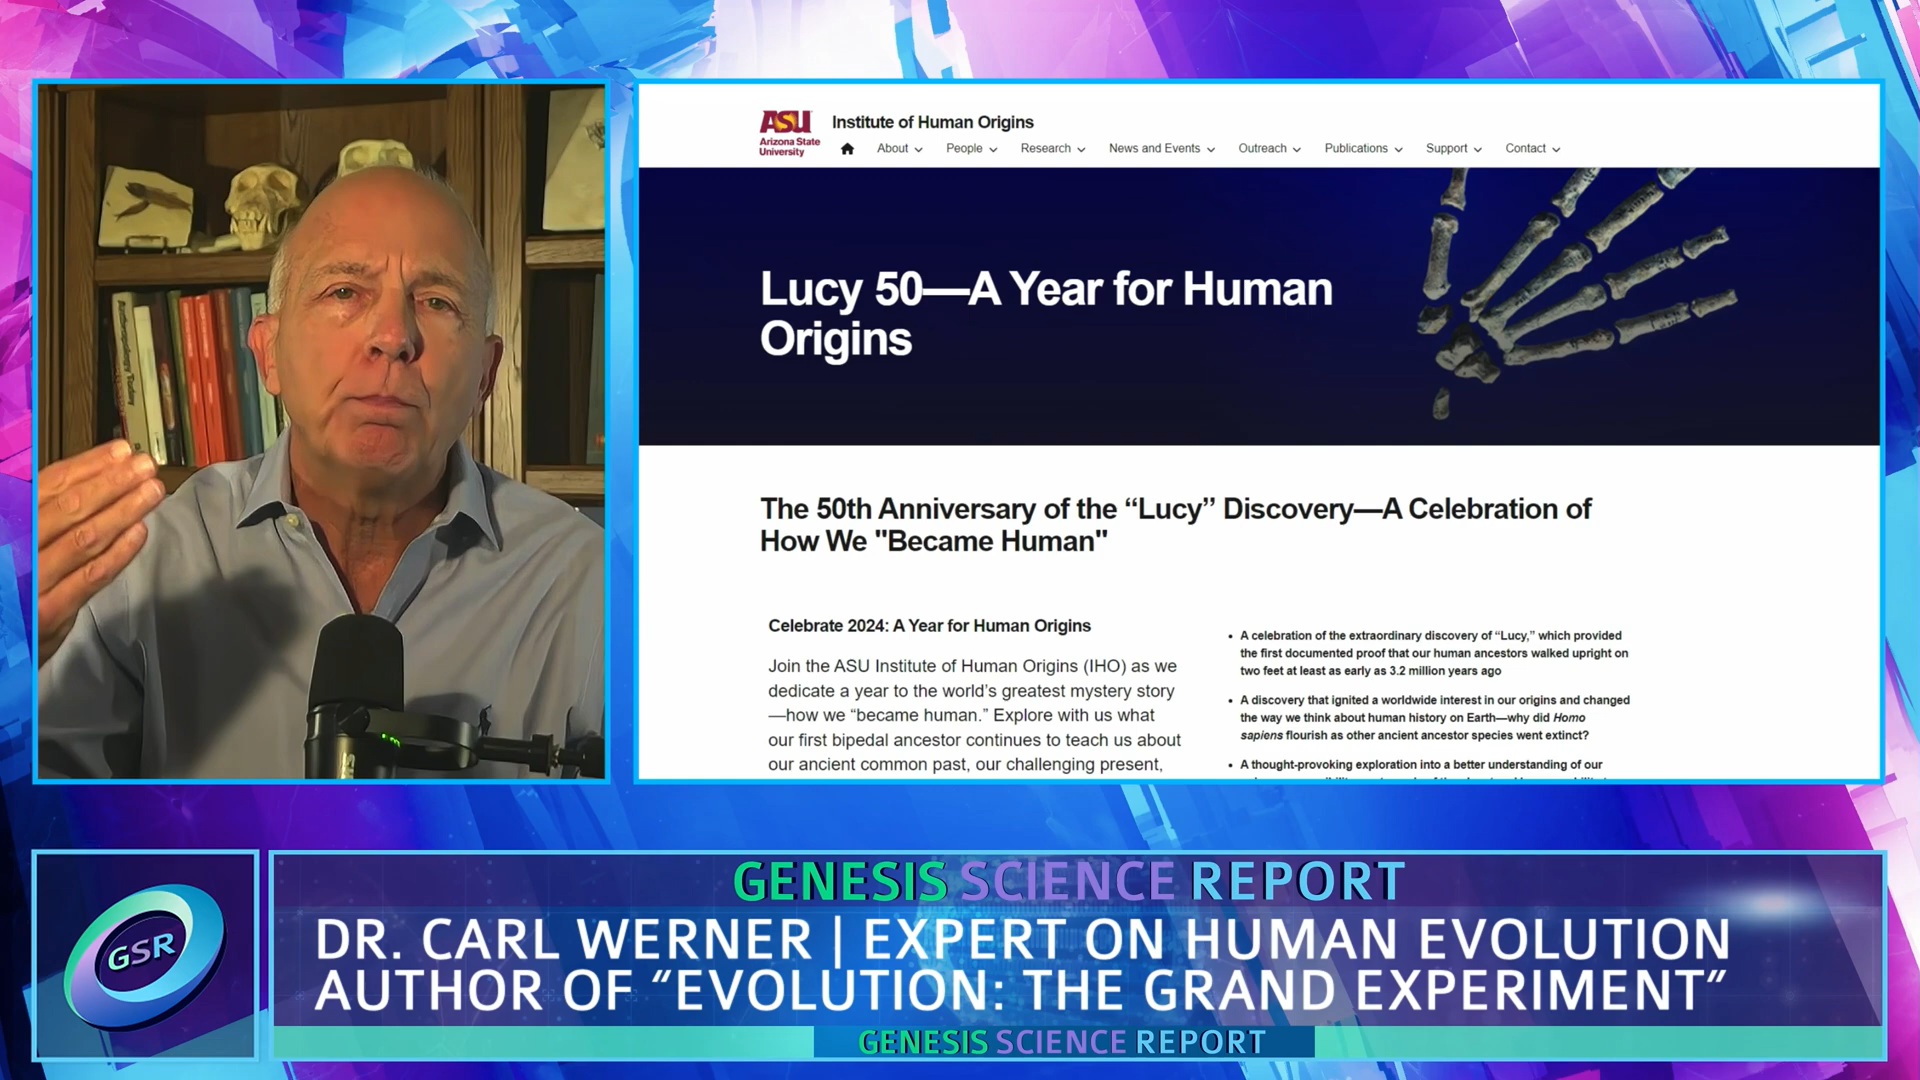 ASU
Arizona State
University
Institute of Human Origins
About
People
Research
News and Events
Outreach
Publications
Support
Contact
Lucy 50—A Year for Human
Origins
The 50th Anniversary of the “Lucy” Discovery—A Celebration of
How We "Became Human"
Celebrate 2024: A Year for Human Origins
Join the ASU Institute of Human Origins (IHO) as we
dedicate a year to the world’s greatest mystery story
—how we “became human.” Explore with us what
our first bipedal ancestor continues to teach us about
our ancient common past, our challenging present,
• A celebration of the extraordinary discovery of “Lucy,” which provided
the first documented proof that our human ancestors walked upright on
two feet at least as early as 3.2 million years ago
• A discovery that ignited a worldwide interest in our origins and changed
the way we think about human history on Earth—why did Homo
sapiens flourish as other ancient ancestor species went extinct?
• A thought-provoking exploration into a better understanding of our
GSR
GENESIS SCIENCE REPORT
DR. CARL WERNER | EXPERT ON HUMAN EVOLUTION
AUTHOR OF “EVOLUTION: THE GRAND EXPERIMENT”
GENESIS SCIENCE REPORT